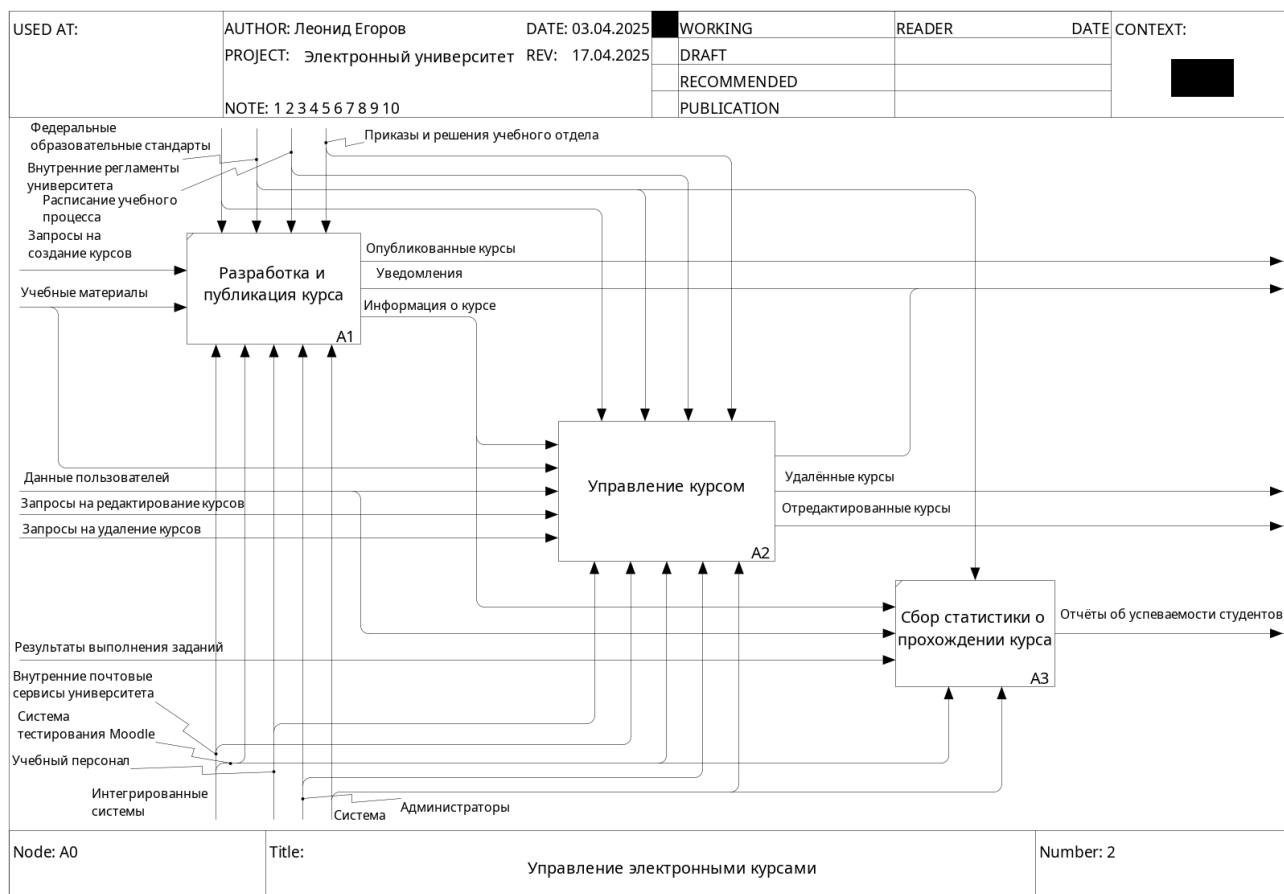 USED AT:
AUTHOR: Леонид Егоров
DATE: 03.04.2025
WORKING
READER
DATE
CONTEXT:
PROJECT: Электронный университет
REV: 17.04.2025
DRAFT
RECOMMENDED
NOTE: 1 2 3 4 5 6 7 8 9 10
PUBLICATION
Федеральные
образовательные стандарты
Приказы и решения учебного отдела
Внутренние регламенты
университета
Расписание учебного
процесса
Запросы на
создание курсов
Учебные материалы
Разработка и
публикация курса
A1
Опубликованные курсы
Уведомления
Информация о курсе
Данные пользователей
Запросы на редактирование курсов
Запросы на удаление курсов
Управление курсом
A2
Удалённые курсы
Отредактированные курсы
Сбор статистики о
прохождении курса
A3
Отчёты об успеваемости студентов
Результаты выполнения заданий
Внутренние почтовые
сервисы университета
Система
тестирования Moodle
Учебный персонал
Интегрированные
системы
Система
Администраторы
Node: A0
Title:
Управление электронными курсами
Number: 2